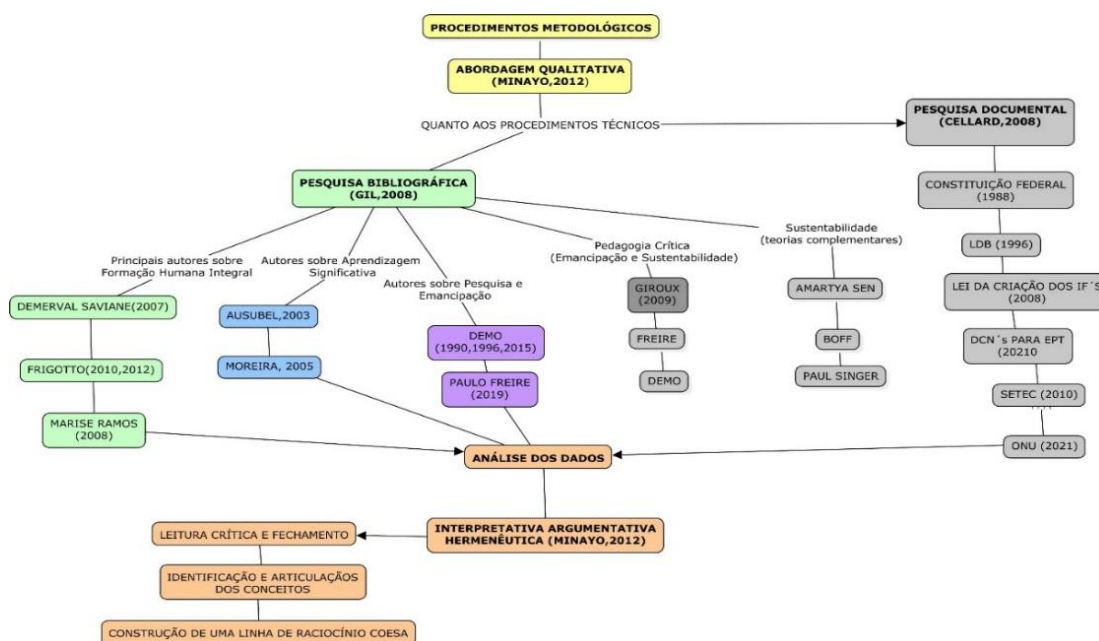 PROCEDIMENTOS METODOLÓGICOS
ABORDAGEM QUALITATIVA
(MINAYO,2012)
QUANTO AOS PROCEDIMENTOS TÉCNICOS
PESQUISA DOCUMENTAL
(CELLARD,2008)
PESQUISA BIBLIOGRÁFICA
(GIL,2008)
Principais autores sobre
Formação Humana Integral
DEMERVAL SAVIANE(2007)
FRIGOTTO(2010,2012)
MARISE RAMOS
(2008)
Autores sobre Aprendizagem
Significativa
AUSUBEL,2003
MOREIRA, 2005
Autores sobre Pesquisa e
Emancipação
DEMO
(1990,1996,2015)
PAULO FREIRE
(2019)
Pedagogia Crítica
(Emancipação e Sustentabilidade)
GIROUX
(2009)
FREIRE
DEMO
Sustentabilidade
(teorias complementares)
AMARTYA SEN
BOFF
PAUL SINGER
CONSTITUIÇÃO FEDERAL
(1988)
LDB (1996)
LEI DA CRIAÇÃO DOS IF´S
(2008)
DCN´s PARA EPT
(20210
SETEC (2010)
ONU (2021)
ANÁLISE DOS DADOS
INTERPRETATIVA ARGUMENTATIVA
HERMENÊUTICA (MINAYO,2012)
LEITURA CRÍTICA E FECHAMENTO
IDENTIFICAÇÃO E ARTICULAÇÃOS
DOS CONCEITOS
CONSTRUÇÃO DE UMA LINHA DE RACIOCÍNIO COESA